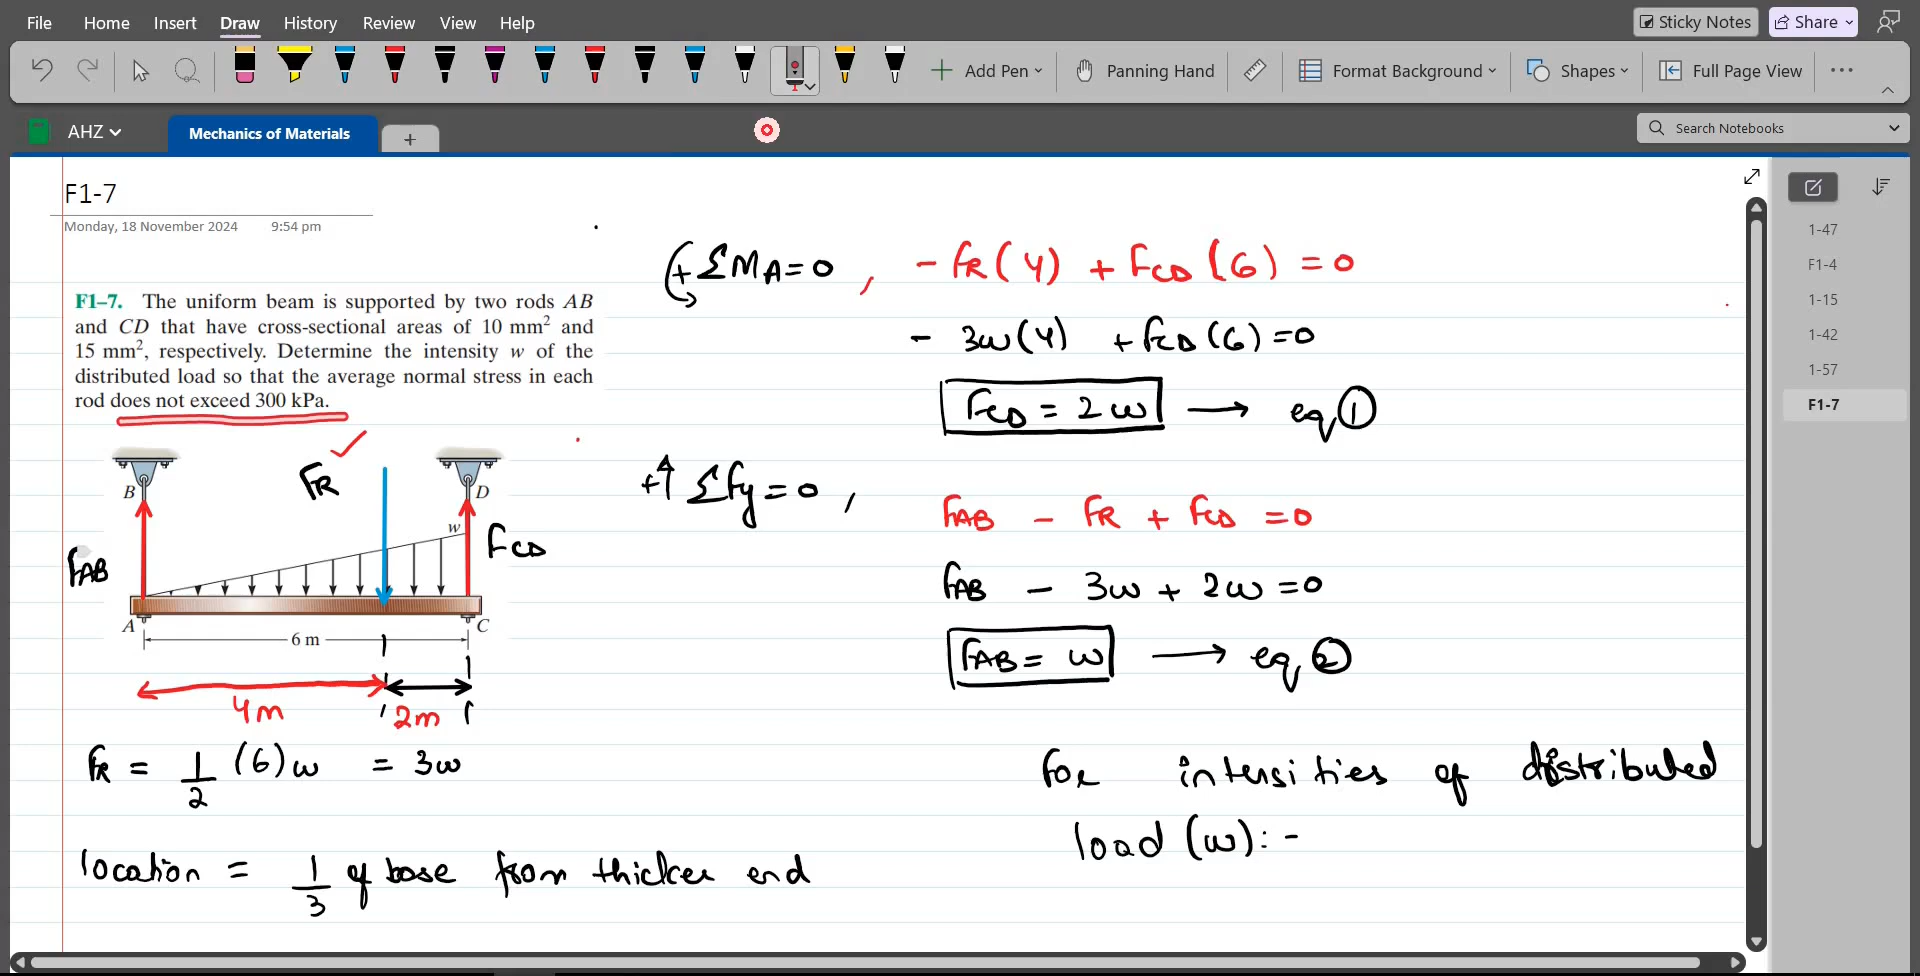 File Home Insert Draw History Review View Help
Sticky Notes Share
Add Pen Panning Hand Format Background Shapes Full Page View
AHZ Mechanics of Materials +
Search Notebooks
F1-7
Monday, 18 November 2024 9:54 pm
F1–7. The uniform beam is supported by two rods AB
and CD that have cross-sectional areas of 10 mm² and
15 mm², respectively. Determine the intensity w of the
distributed load so that the average normal stress in each
rod does not exceed 300 kPa.
B FR D
w
FAB FCD
A C
6 m
4m 2m
FR = 1/2 (6)w = 3w
location = 1/3 of base from thicker end
+ ΣMA=0 , - FR(4) + FCD(6) = 0
- 3w(4) + FCD(6) =0
FCD = 2w → eq ①
+↑ ΣFy=0 ,
FAB - FR + FCD =0
FAB - 3w + 2w =0
FAB = w → eq ②
For intensities of distributed
load (w): -
1-47
F1-4
1-15
1-42
1-57
F1-7